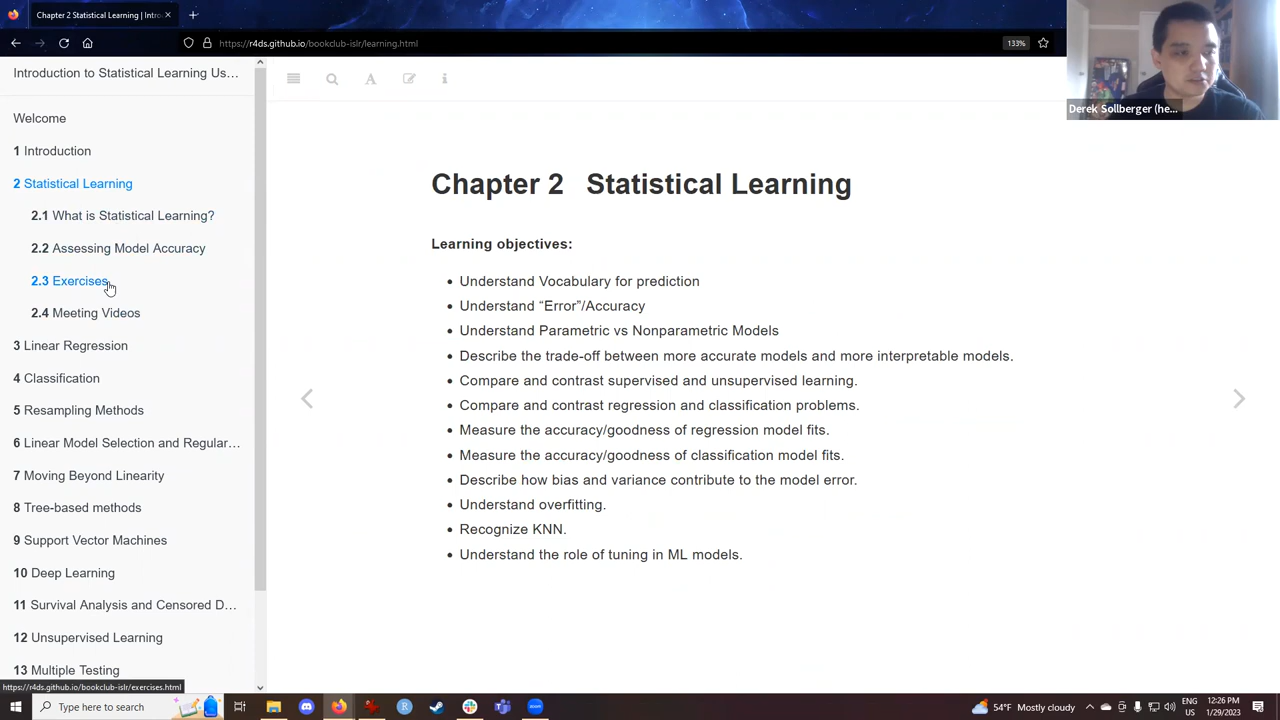 Chapter 2 Statistical Learning | Intro
https://r4ds.github.io/bookclub-islr/learning.html
133%
Derek Sollberger (he...
Introduction to Statistical Learning Us...
Welcome
1 Introduction
2 Statistical Learning
2.1 What is Statistical Learning?
2.2 Assessing Model Accuracy
2.3 Exercises
2.4 Meeting Videos
3 Linear Regression
4 Classification
5 Resampling Methods
6 Linear Model Selection and Regular...
7 Moving Beyond Linearity
8 Tree-based methods
9 Support Vector Machines
10 Deep Learning
11 Survival Analysis and Censored D...
12 Unsupervised Learning
13 Multiple Testing
https://r4ds.github.io/bookclub-islr/exercises.html
Chapter 2 Statistical Learning
Learning objectives:
• Understand Vocabulary for prediction
• Understand “Error”/Accuracy
• Understand Parametric vs Nonparametric Models
• Describe the trade-off between more accurate models and more interpretable models.
• Compare and contrast supervised and unsupervised learning.
• Compare and contrast regression and classification problems.
• Measure the accuracy/goodness of regression model fits.
• Measure the accuracy/goodness of classification model fits.
• Describe how bias and variance contribute to the model error.
• Understand overfitting.
• Recognize KNN.
• Understand the role of tuning in ML models.
Type here to search
54°F Mostly cloudy
ENG
US
12:26 PM
1/29/2023